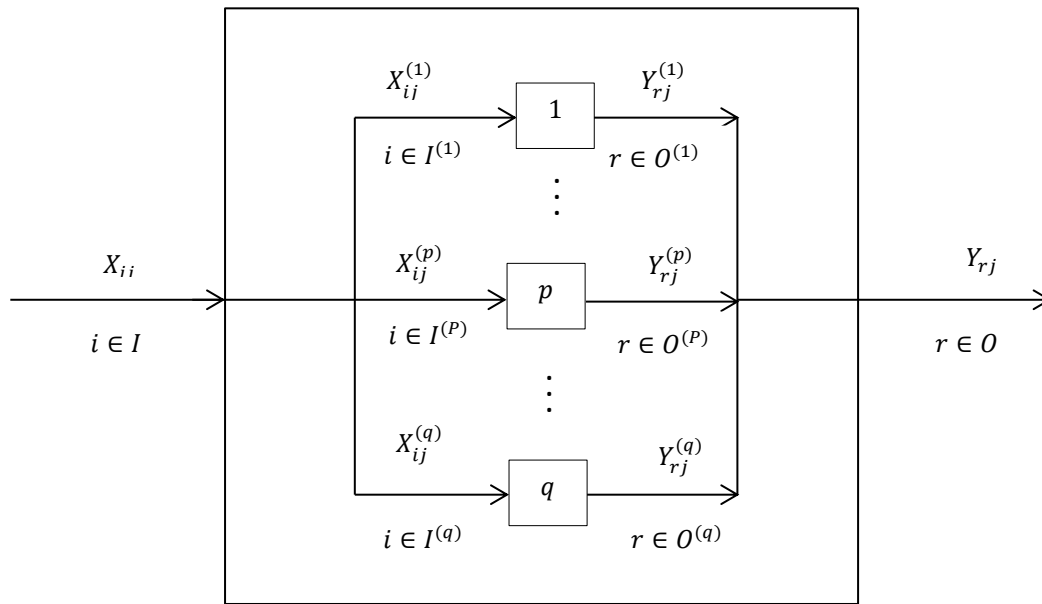 X_{ij}^{(1)} 1 Y_{rj}^{(1)}
i ∈ I^{(1)} r ∈ O^{(1)}
⋮
X_{ij} X_{ij}^{(p)} p Y_{rj}^{(p)} Y_{rj}
i ∈ I i ∈ I^{(P)} r ∈ O^{(P)} r ∈ O
⋮
X_{ij}^{(q)} q Y_{rj}^{(q)}
i ∈ I^{(q)} r ∈ O^{(q)}